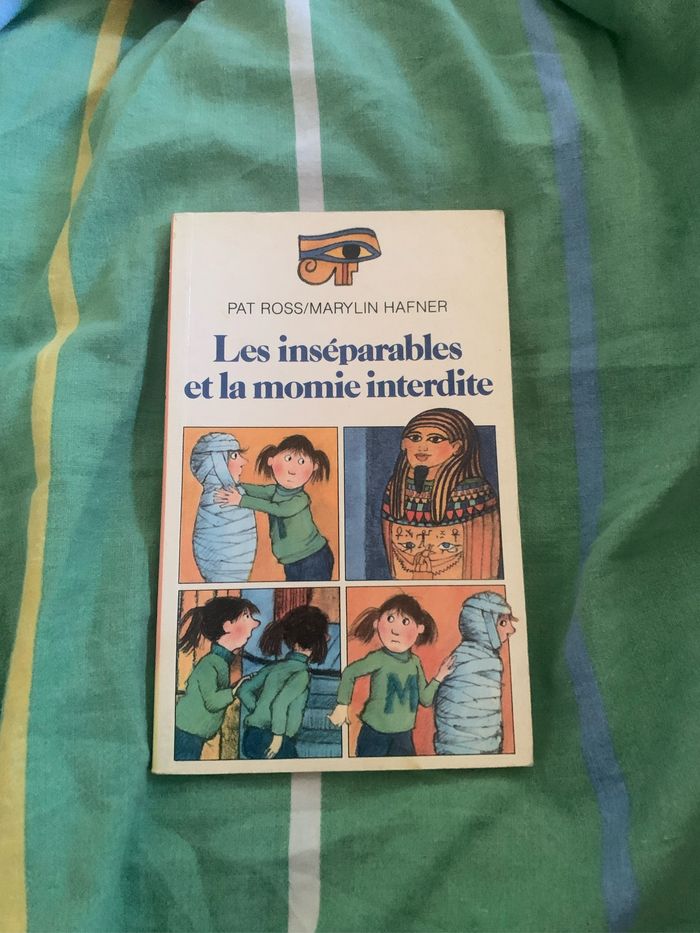 PAT ROSS/MARYLIN HAFNER
Les inséparables
et la momie interdite
M